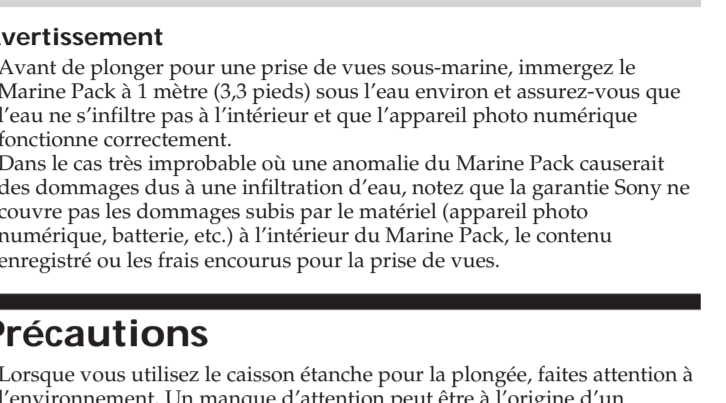 vertissement
Avant de plonger pour une prise de vues sous-marine, immergez le
Marine Pack à 1 mètre (3,3 pieds) sous l’eau environ et assurez-vous que
l’eau ne s’infiltre pas à l’intérieur et que l’appareil photo numérique
fonctionne correctement.
Dans le cas très improbable où une anomalie du Marine Pack causerait
des dommages dus à une infiltration d’eau, notez que la garantie Sony ne
couvre pas les dommages subis par le matériel (appareil photo
numérique, batterie, etc.) à l’intérieur du Marine Pack, le contenu
enregistré ou les frais encourus pour la prise de vues.
Précautions
Lorsque vous utilisez le caisson étanche pour la plongée, faites attention à
l’environnement. Un manque d’attention peut être à l’origine d’un